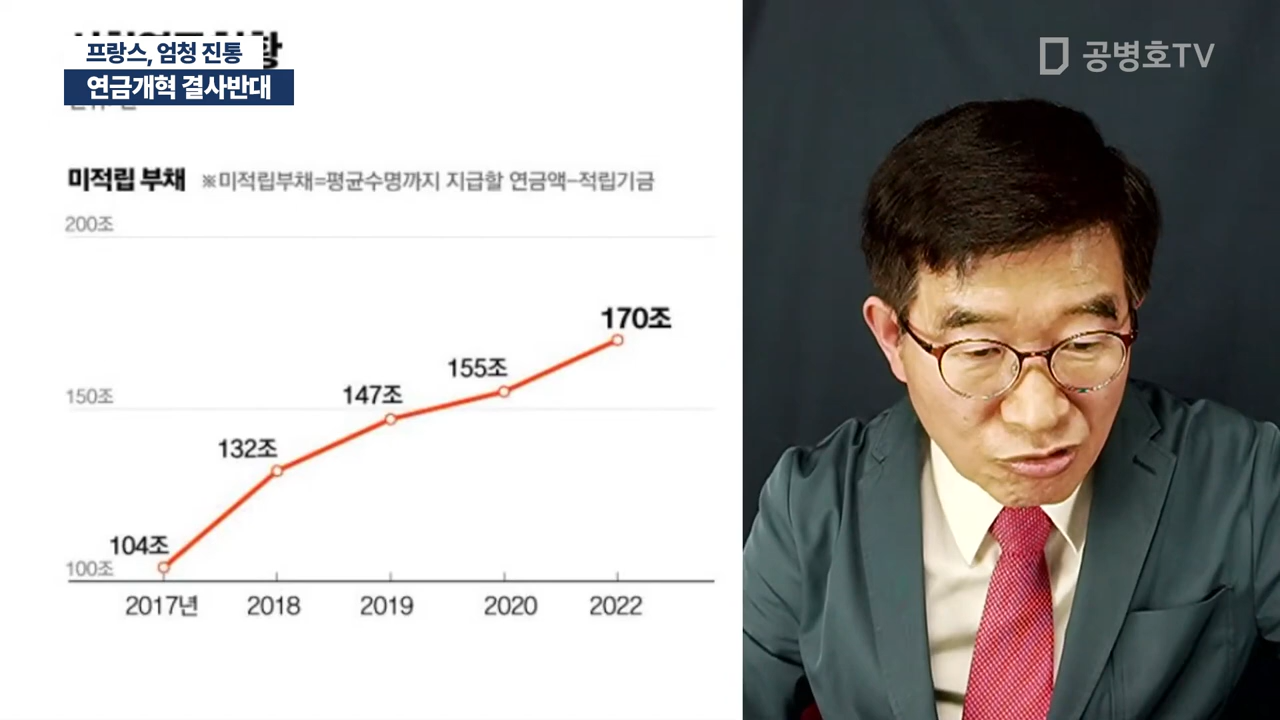 프랑스, 엄청 진통
연금개혁 결사반대
공병호TV
미적립 부채 ※미적립부채=평균수명까지 지급할 연금액-적립기금
200조
170조
155조
150조
147조
132조
104조
100조
2017년 2018 2019 2020 2022